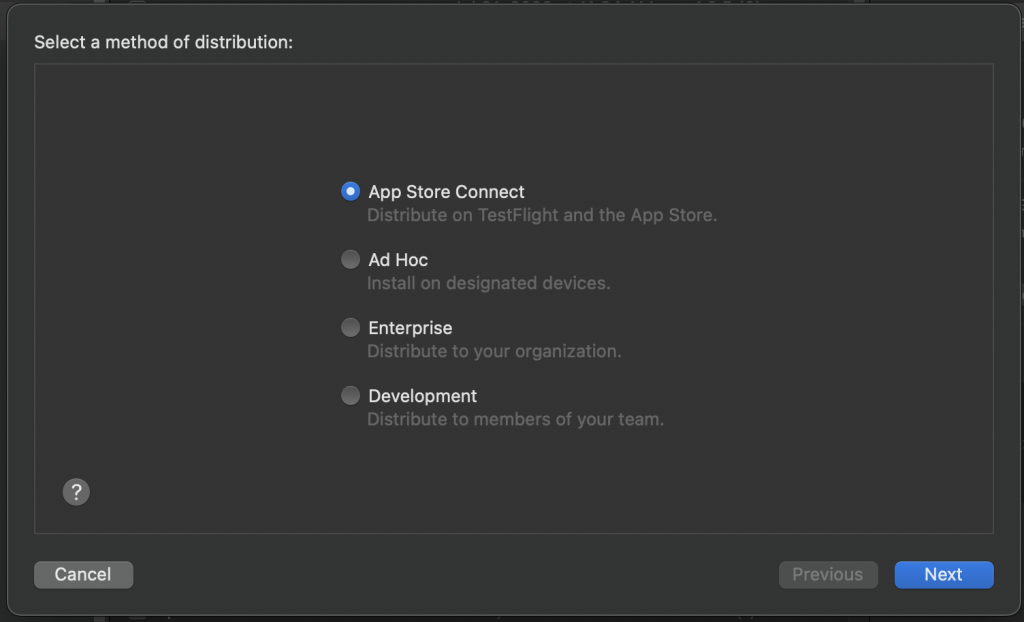 Select a method of distribution:
App Store Connect
Distribute on TestFlight and the App Store.
Ad Hoc
Install on designated devices.
Enterprise
Distribute to your organization.
Development
Distribute to members of your team.
?
Cancel
Previous
Next